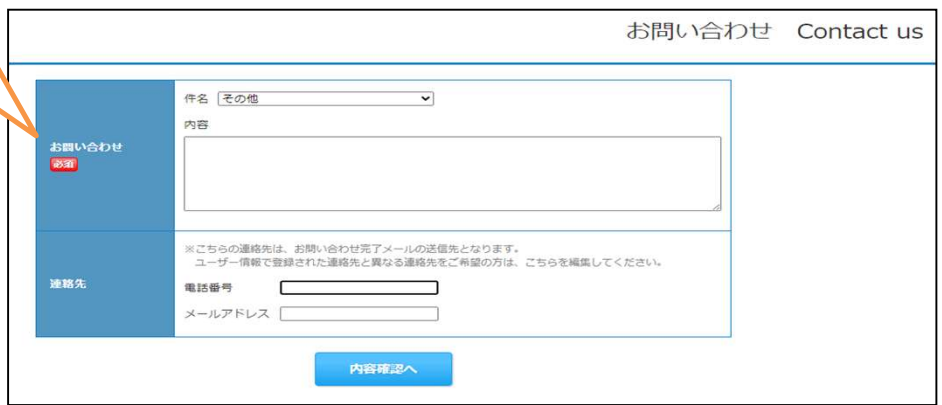 お問い合わせ Contact us
件名 その他
内容
お問い合わせ
必須
※こちらの連絡先は、お問い合わせ完了メールの送信先となります。
ユーザー情報で登録された連絡先と異なる連絡先をご希望の方は、こちらを編集してください。
連絡先
電話番号
メールアドレス
内容確認へ